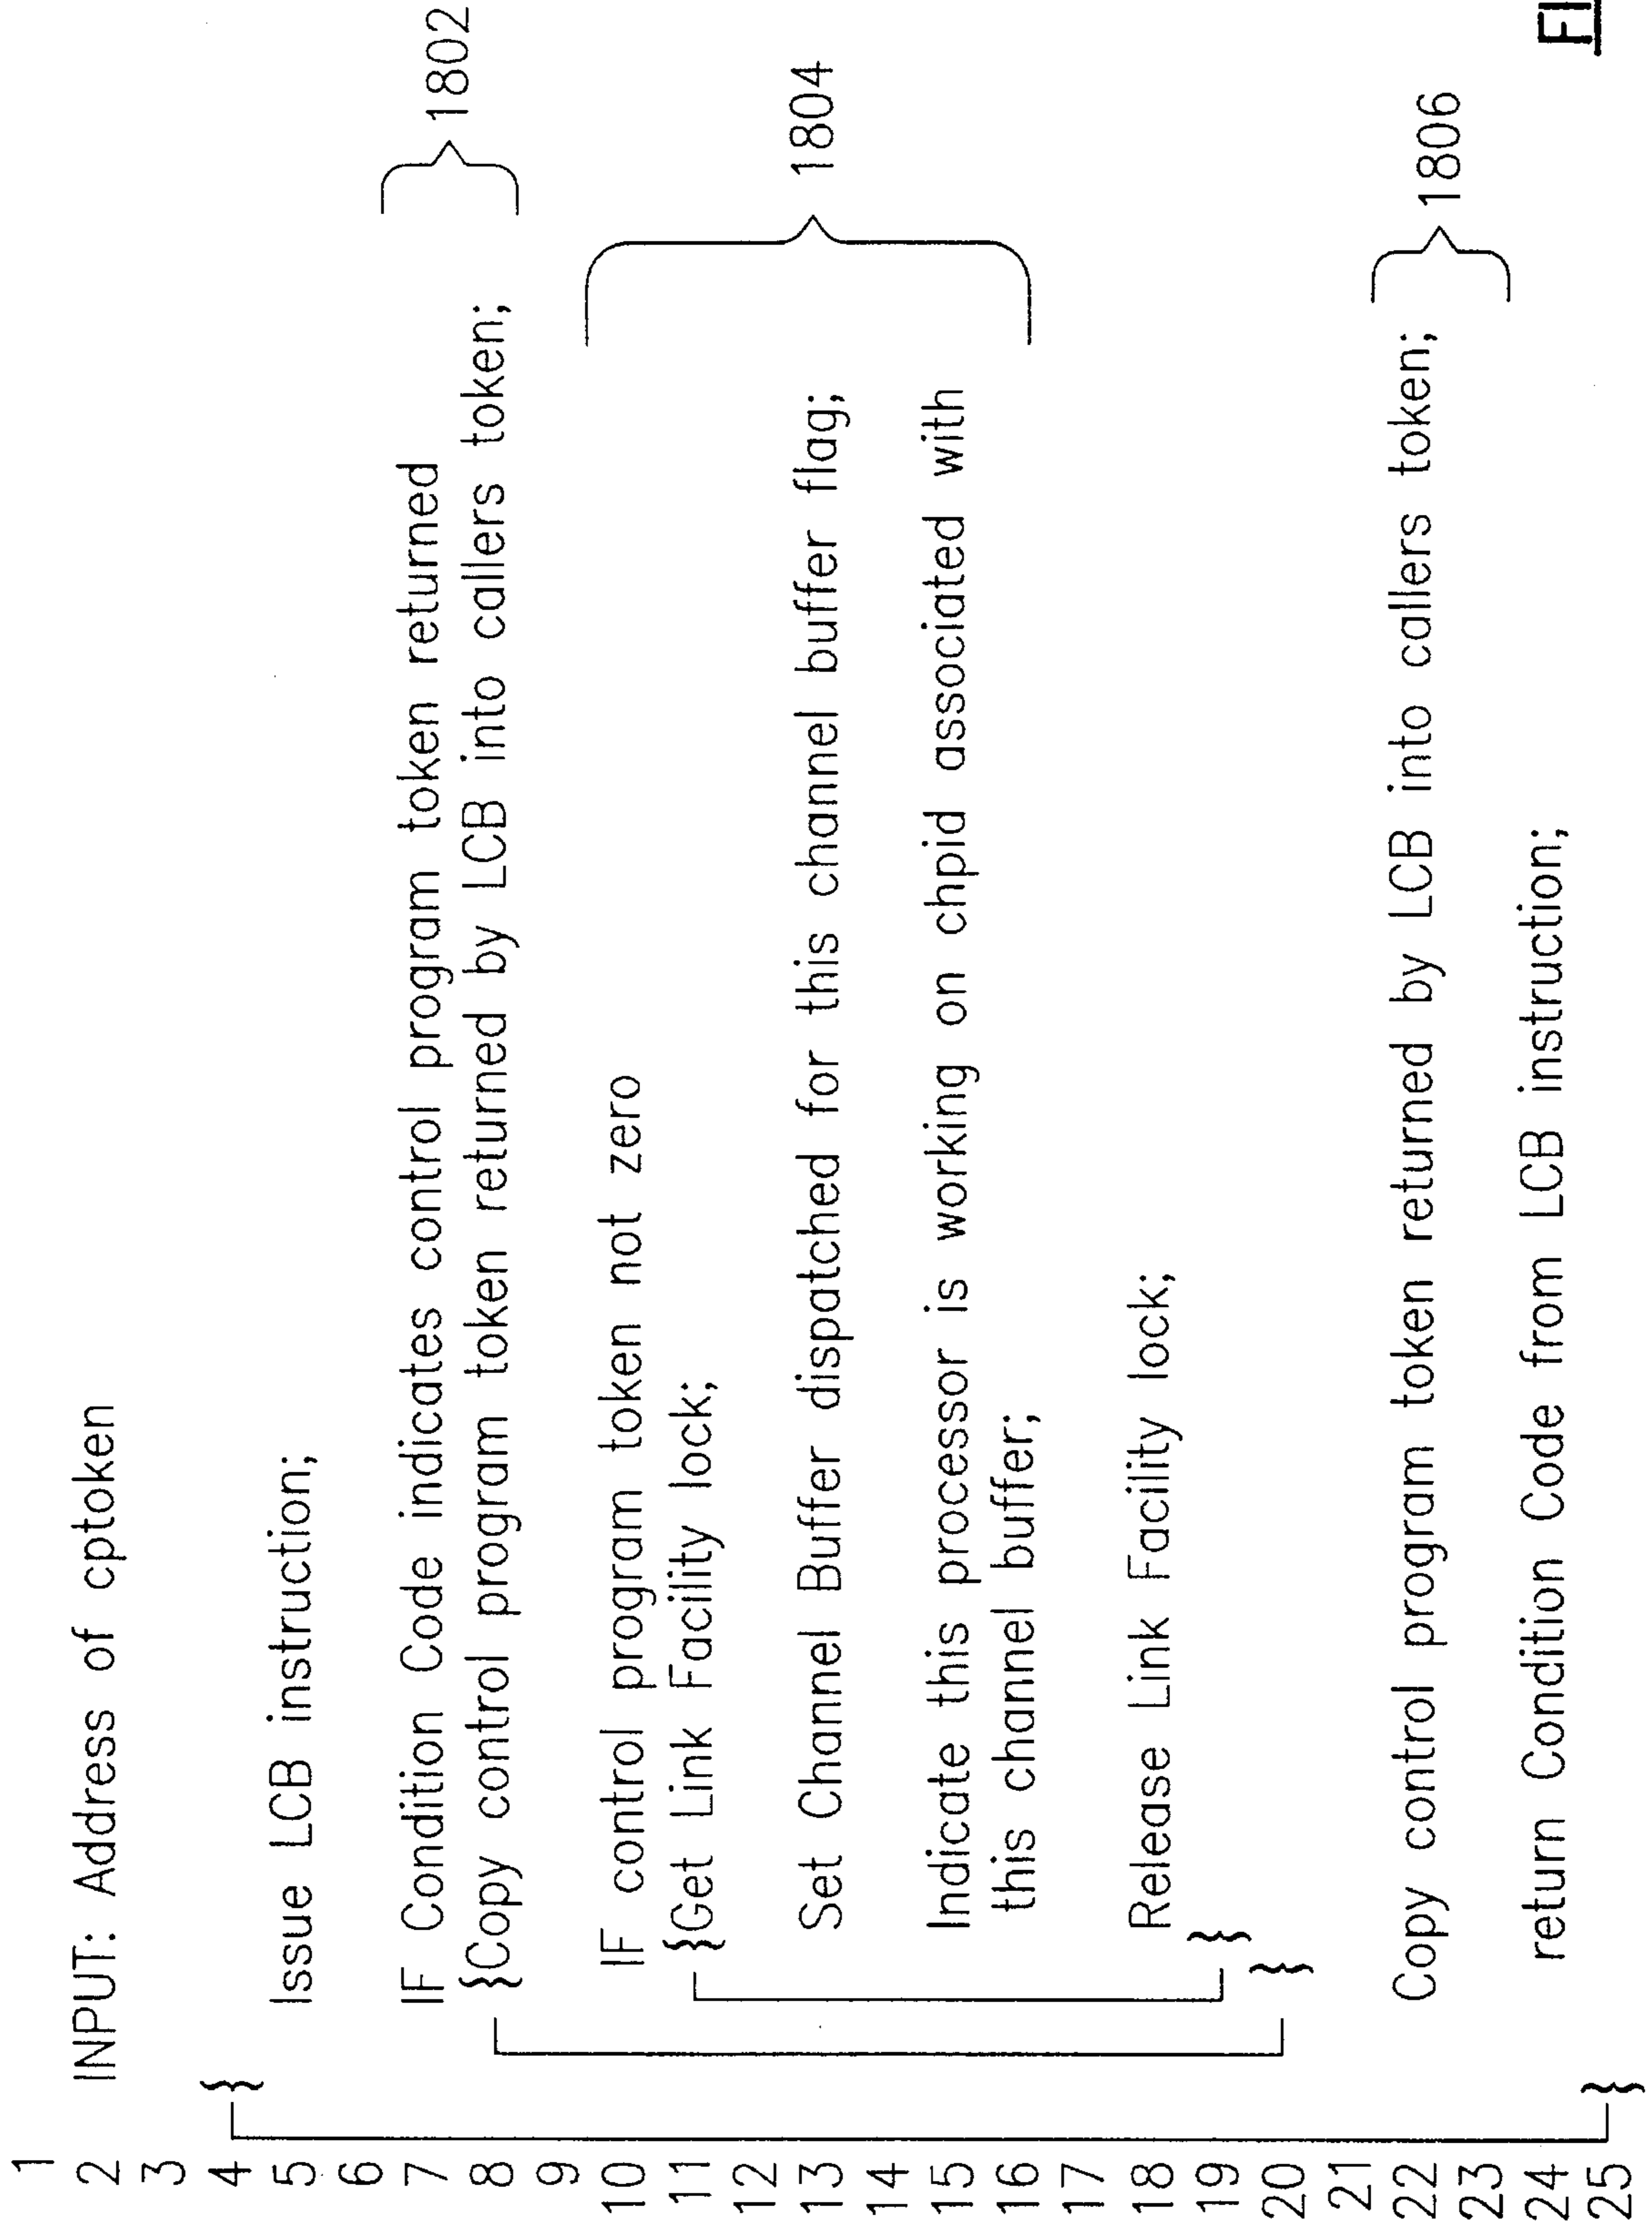 1
2 INPUT: Address of cptoken
3
4 {
5 Issue LCB instruction;
6
7 IF Condition Code indicates control program token returned
8 {Copy control program token returned by LCB into callers token; } 1802
9
10 IF control program token not zero
11 {Get Link Facility lock;
12
13 Set Channel Buffer dispatched for this channel buffer flag; } 1804
14
15 Indicate this processor is working on chpid associated with
16 this channel buffer;
17
18 Release Link Facility lock;
19 }
20 }
21
22 Copy control program token returned by LCB into callers token; } 1806
23
24 return Condition Code from LCB instruction;
25 }